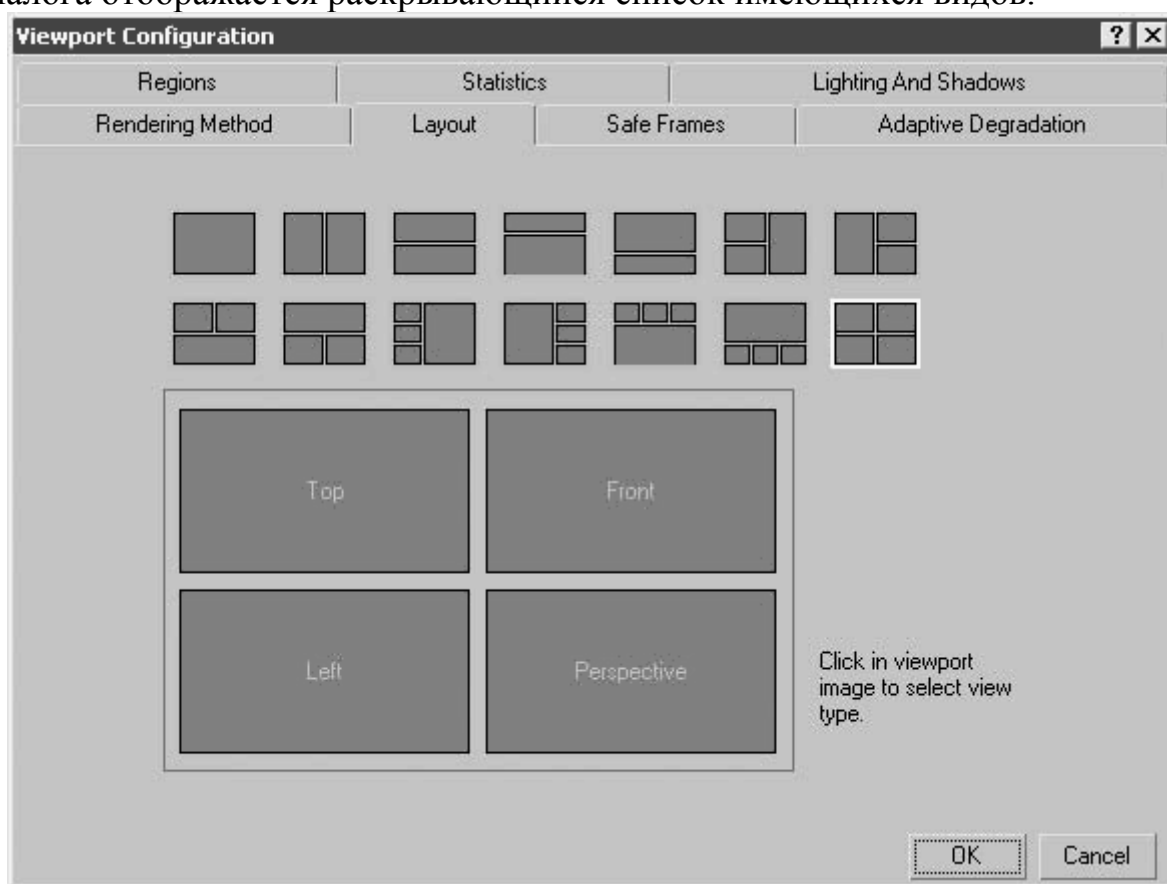 отображается раскрывающийся список имеющихся видов.
Viewport Configuration
? X
Regions Statistics Lighting And Shadows
Rendering Method Layout Safe Frames Adaptive Degradation
Top Front
Left Perspective
Click in viewport
image to select view
type.
OK Cancel